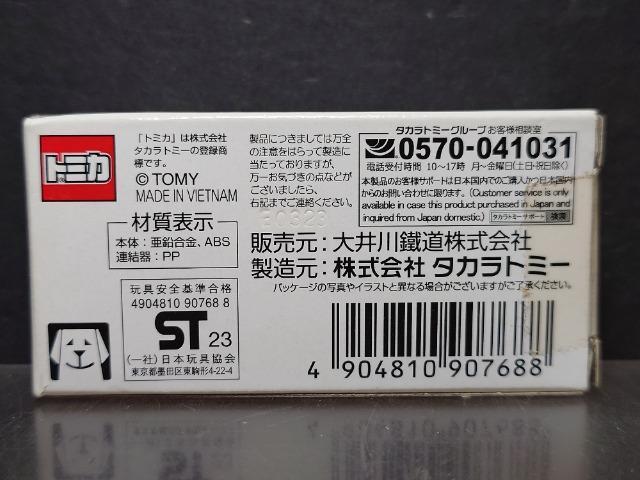 トミカ
「トミカ」は株式会社
タカラトミーの登録商
標です。
© TOMY
MADE IN VIETNAM
材質表示
本体：亜鉛合金、ABS
連結器：PP
玩具安全基準合格
4904810 90768 8
ST 23
(一社)日本玩具協会
東京都墨田区東駒形4-22-4
製品につきましては万全
の注意をはらって製造に
当たっておりますが、
万一お気づきの点などが
ございましたら、
右記までご連絡ください。
タカラトミーグループ お客様相談室
0570-041031
電話受付時間 10～17時 月～金曜日(土・日・祝日除く)
本製品のお客様サポートは日本国内でのご購入かつ日本国内
からのお問い合わせに限ります。(Customer service is only
available in case this product purchased in Japan and
inquired from Japan domestic.)
タカラトミーサポート 検索
販売元：大井川鐵道株式会社
製造元：株式会社 タカラトミー
パッケージの写真やイラストと異なる場合がございますがご了承ください。
4 904810 907688